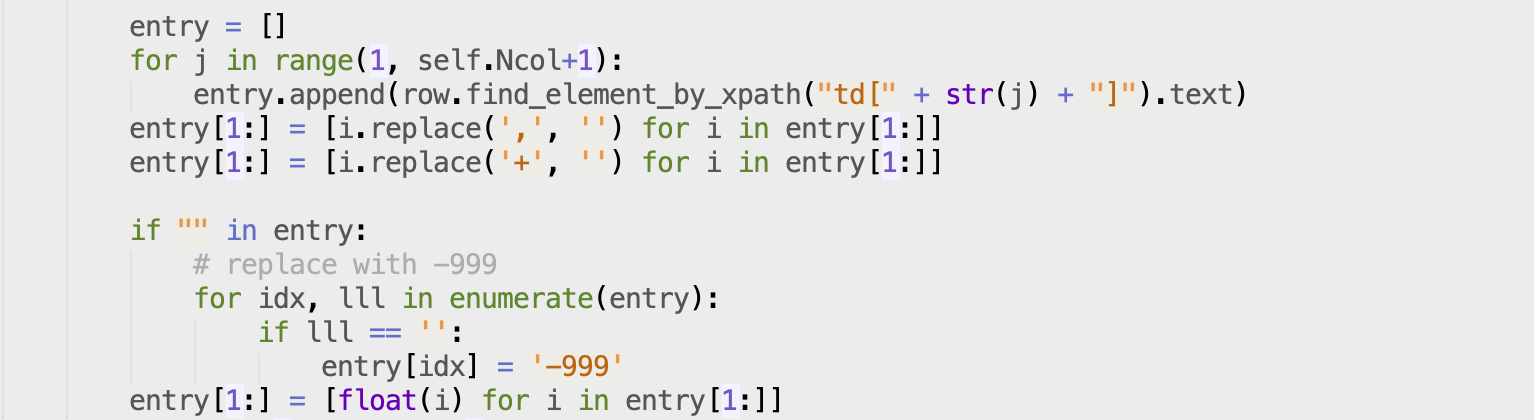 entry = []
for j in range(1, self.Ncol+1):
entry.append(row.find_element_by_xpath("td[" + str(j) + "]").text)
entry[1:] = [i.replace(',', '') for i in entry[1:]]
entry[1:] = [i.replace('+', '') for i in entry[1:]]
if "" in entry:
# replace with -999
for idx, lll in enumerate(entry):
if lll == '':
entry[idx] = '-999'
entry[1:] = [float(i) for i in entry[1:]]